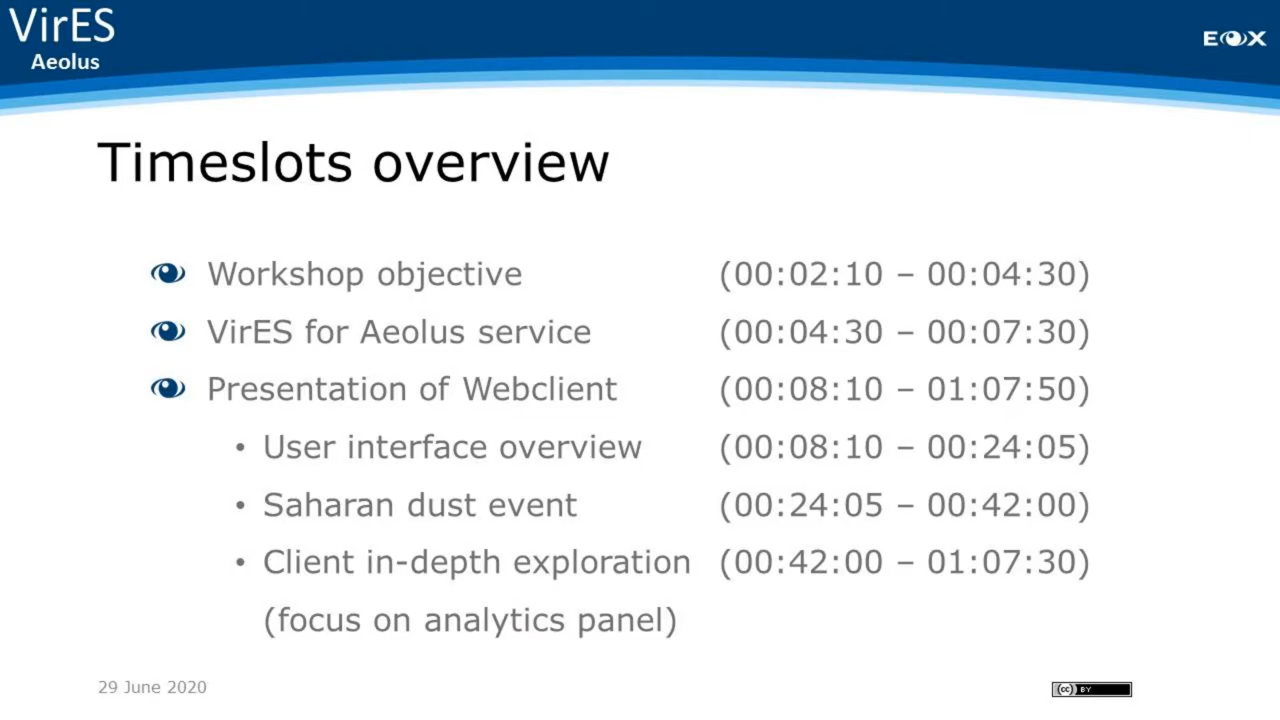 VirES
Aeolus
EOX
Timeslots overview
Workshop objective (00:02:10 – 00:04:30)
VirES for Aeolus service (00:04:30 – 00:07:30)
Presentation of Webclient (00:08:10 – 01:07:50)
• User interface overview (00:08:10 – 00:24:05)
• Saharan dust event (00:24:05 – 00:42:00)
• Client in-depth exploration (00:42:00 – 01:07:30)
(focus on analytics panel)
29 June 2020
cc BY